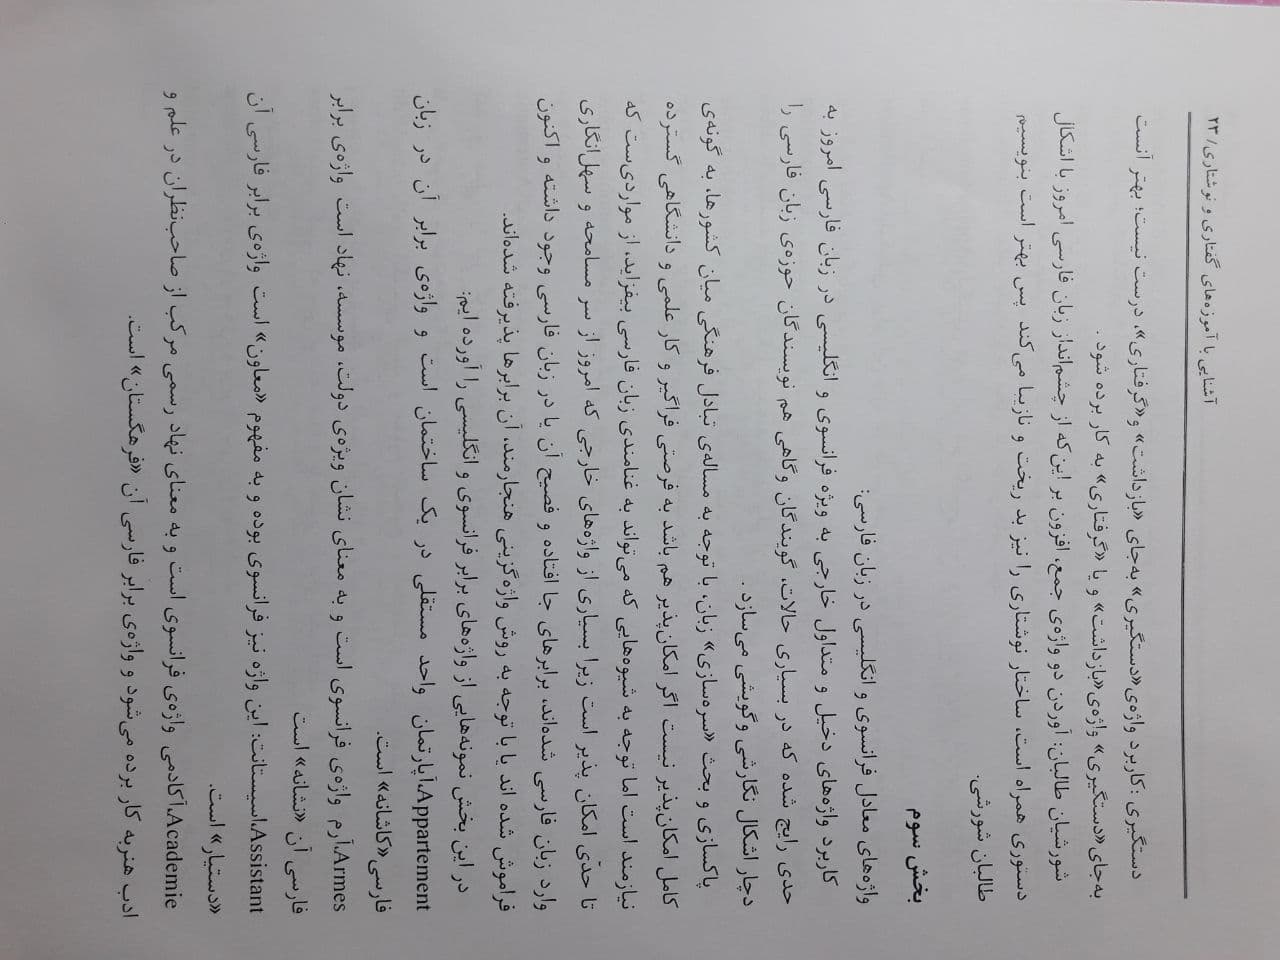 آشنایی با آموزه‌های گفتاری و نوشتاری/ ۲۳
دستگیری :کاربرد واژه‌ی«دستگیری» به‌جای «بازداشت» و«گرفتاری»، درست نیست؛ بهتر آنست
به‌جای«دستگیری» واژه‌ی«بازداشت» و یا «گرفتاری» به کار برده شود .
شورشیان طالبان: آوردن دو واژه‌ی جمع، افزون بر این‌که از چشم‌انداز زبان فارسی امروز با اشکال
دستوری همراه است، ساختار نوشتاری را نیز بد ریخت و نازیبا می‌کند پس بهتر است بنویسیم
طالبان شورشی.
بخش سوم
واژه‌های معادل فرانسوی و انگلیسی در زبان فارسی:
کاربرد واژه‌های دخیل و متداول خارجی به ویژه فرانسوی و انگلیسی در زبان فارسی امروز به
حدی رایج شده که در بسیاری حالات، گویندگان وگاهی هم نویسندگان حوزه‌ی زبان فارسی را
دچار اشکال نگارشی وگویشی می‌سازد .
پاکسازی و بحث «سره‌سازی» زبان، با توجه به مساله‌ی تبادل فرهنگی میان کشورها، به گونه‌ی
کامل امکان‌پذیر نیست اگر امکان‌پذیر هم باشد به فرصتی فراگیر و کار علمی و دانشگاهی گسترده
نیازمند است اما توجه به شیوه‌هایی که می‌تواند به غنامندی زبان فارسی بیفزاید، از مواردی‌ست که
تا حدّی امکان پذیر است زیرا بسیاری از واژه‌های خارجی که امروز از سر مسامحه و سهل‌انگاری
وارد زبان فارسی شده‌اند، برابرهای جا افتاده و فصیح آن یا در زبان فارسی وجود داشته و اکنون
فراموش شده اند یا با توجه به روش واژه‌گزینی هنجارمند، آن برابرها پذیرفته شده‌اند.
در این بخش نمونه‌هایی از واژه‌های برابر فرانسوی و انگلیسی را آورده ایم:
Appartement،آپارتمان واحد مستقلی در یک ساختمان است و واژه‌ی برابر آن در زبان
فارسی«کاشانه» است.
Armes،آرم واژه‌ی فرانسوی است و به معنای نشان ویژه‌ی دولت، موسسه، نهاد است واژه‌ی برابر
فارسی آن «نشانه» است
Assistant،اسیستانت: این واژه نیز فرانسوی بوده و به مفهوم «معاون» است واژه‌ی برابر فارسی آن
«دستیار» است.
Academie،آکادمی واژه‌ی فرانسوی است و به معنای نهاد رسمی مرکب از صاحب‌نظران در علم و
ادب هنربه کار برده می‌شود و واژه‌ی برابر فارسی آن «فرهگستان» است.